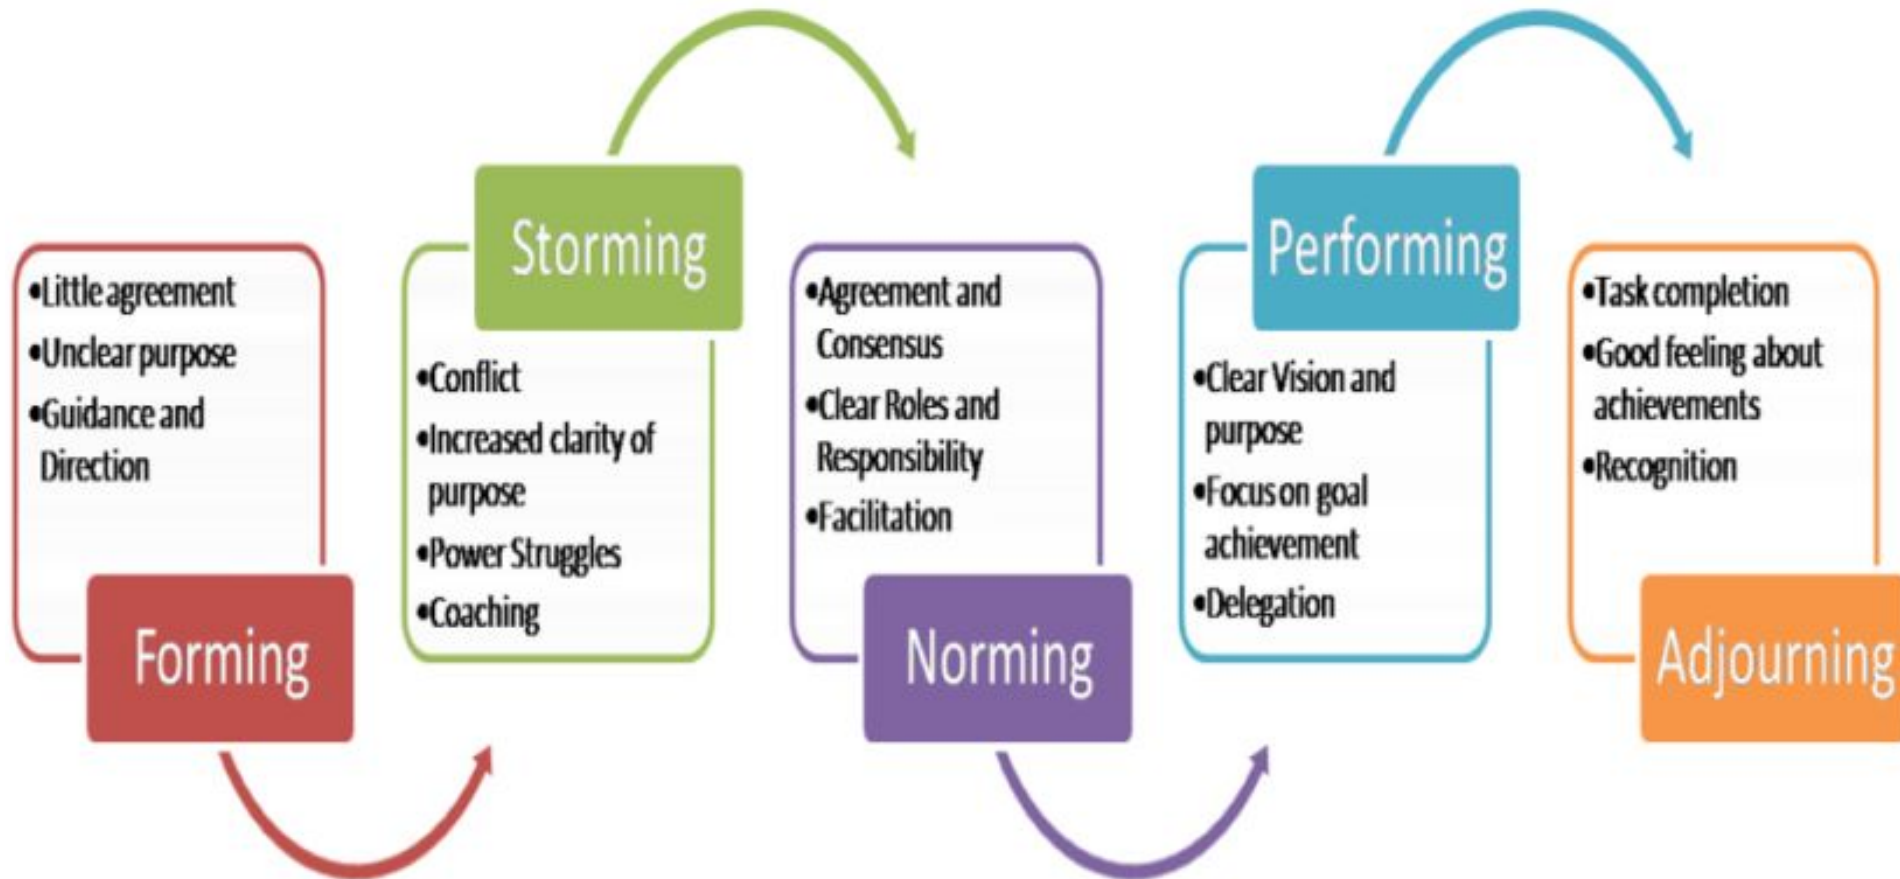 •Little agreement
•Unclear purpose
•Guidance and
Direction
Forming
Storming
•Conflict
•Increased clarity of
purpose
•Power Struggles
•Coaching
•Agreement and
Consensus
•Clear Roles and
Responsibility
•Facilitation
Norming
Performing
•Clear Vision and
purpose
•Focus on goal
achievement
•Delegation
•Task completion
•Good feeling about
achievements
•Recognition
Adjourning